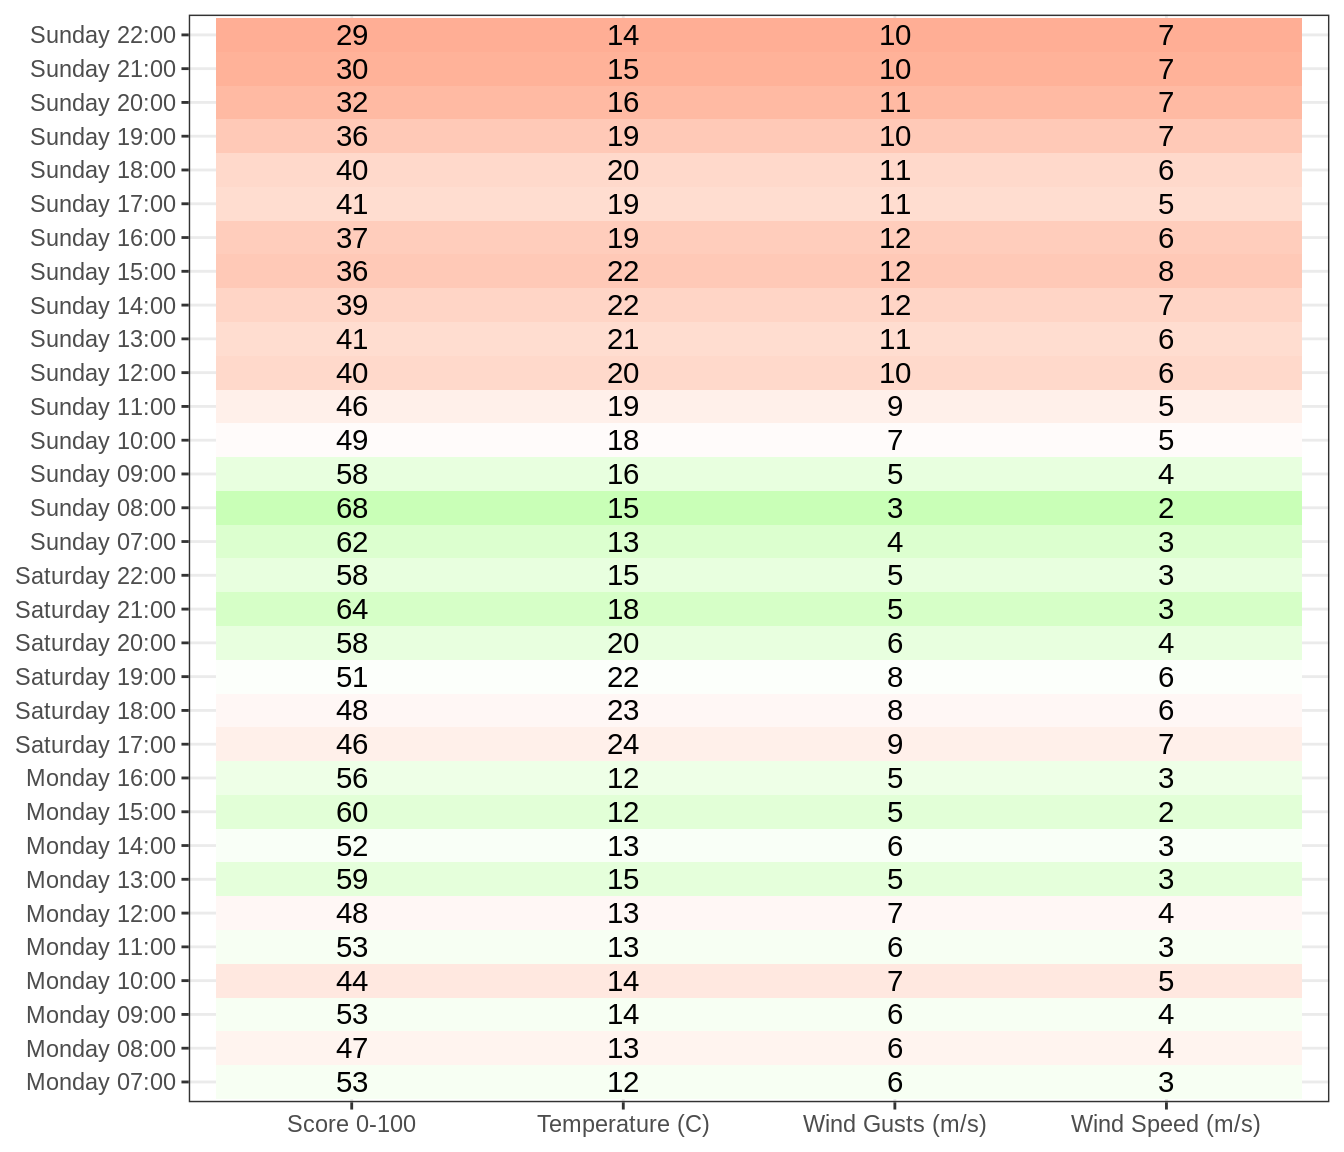 Sunday 22:00 29 14 10 7
Sunday 21:00 30 15 10 7
Sunday 20:00 32 16 11 7
Sunday 19:00 36 19 10 7
Sunday 18:00 40 20 11 6
Sunday 17:00 41 19 11 5
Sunday 16:00 37 19 12 6
Sunday 15:00 36 22 12 8
Sunday 14:00 39 22 12 7
Sunday 13:00 41 21 11 6
Sunday 12:00 40 20 10 6
Sunday 11:00 46 19 9 5
Sunday 10:00 49 18 7 5
Sunday 09:00 58 16 5 4
Sunday 08:00 68 15 3 2
Sunday 07:00 62 13 4 3
Saturday 22:00 58 15 5 3
Saturday 21:00 64 18 5 3
Saturday 20:00 58 20 6 4
Saturday 19:00 51 22 8 6
Saturday 18:00 48 23 8 6
Saturday 17:00 46 24 9 7
Monday 16:00 56 12 5 3
Monday 15:00 60 12 5 2
Monday 14:00 52 13 6 3
Monday 13:00 59 15 5 3
Monday 12:00 48 13 7 4
Monday 11:00 53 13 6 3
Monday 10:00 44 14 7 5
Monday 09:00 53 14 6 4
Monday 08:00 47 13 6 4
Monday 07:00 53 12 6 3
Score 0-100 Temperature (C) Wind Gusts (m/s) Wind Speed (m/s)